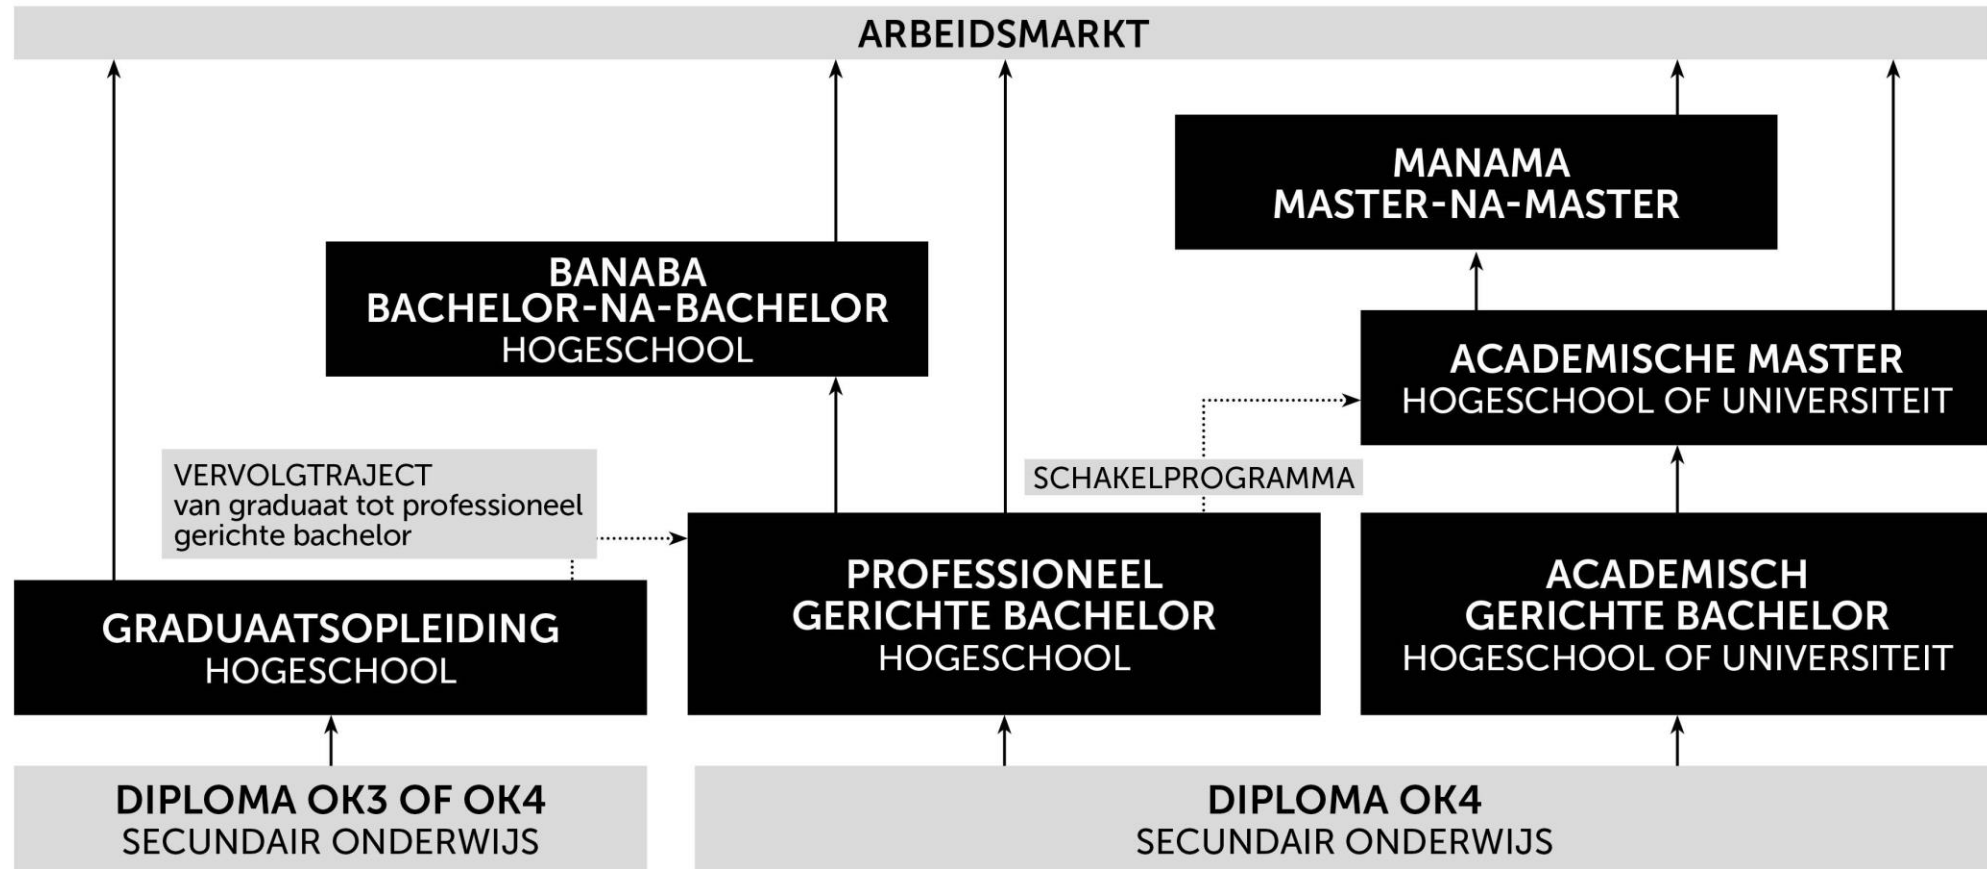 ARBEIDSMARKT
MANAMA
MASTER-NA-MASTER
BANABA
BACHELOR-NA-BACHELOR
HOGESCHOOL
ACADEMISCHE MASTER
HOGESCHOOL OF UNIVERSITEIT
VERVOLGTRAJECT
van graduaat tot professioneel
gerichte bachelor
SCHAKELPROGRAMMA
GRADUAATSOPLEIDING
HOGESCHOOL
PROFESSIONEEL
GERICHTE BACHELOR
HOGESCHOOL
ACADEMISCH
GERICHTE BACHELOR
HOGESCHOOL OF UNIVERSITEIT
DIPLOMA OK3 OF OK4
SECUNDAIR ONDERWIJS
DIPLOMA OK4
SECUNDAIR ONDERWIJS